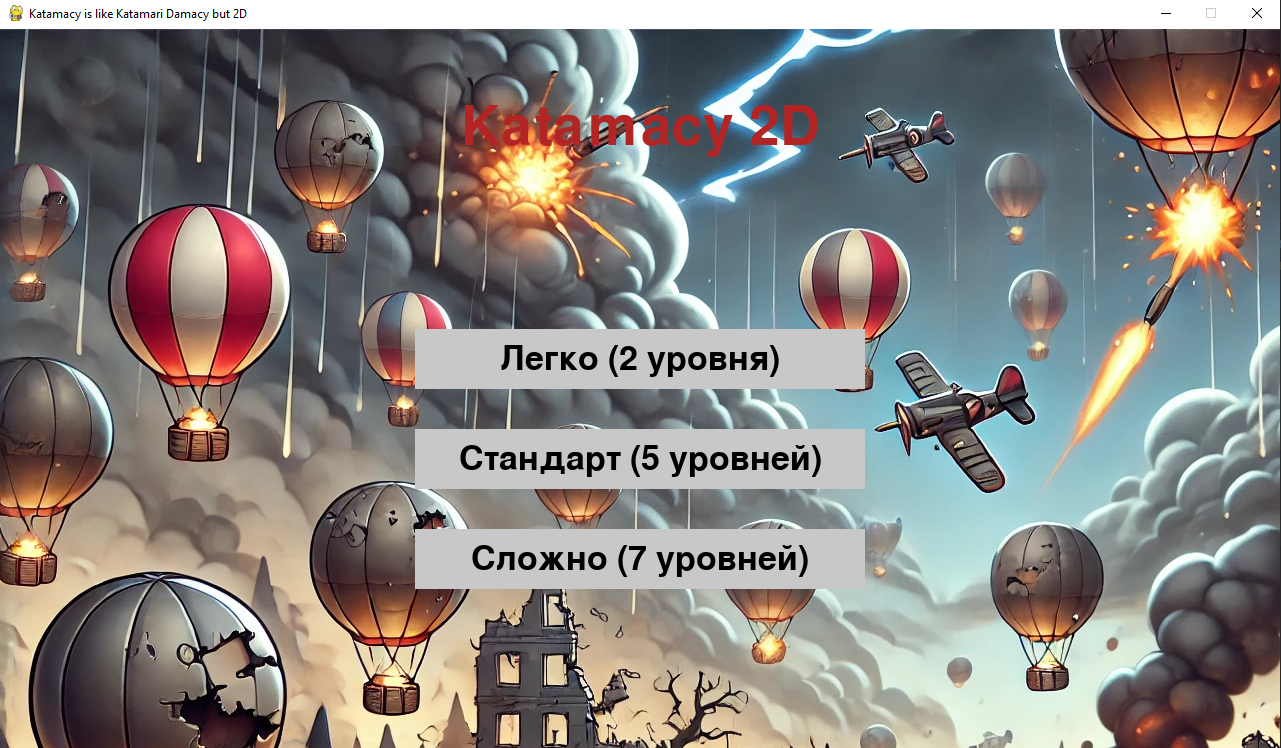 Katamacy is like Katamari Damacy but 2D
Katamacy 2D
Легко (2 уровня)
Стандарт (5 уровней)
Сложно (7 уровней)